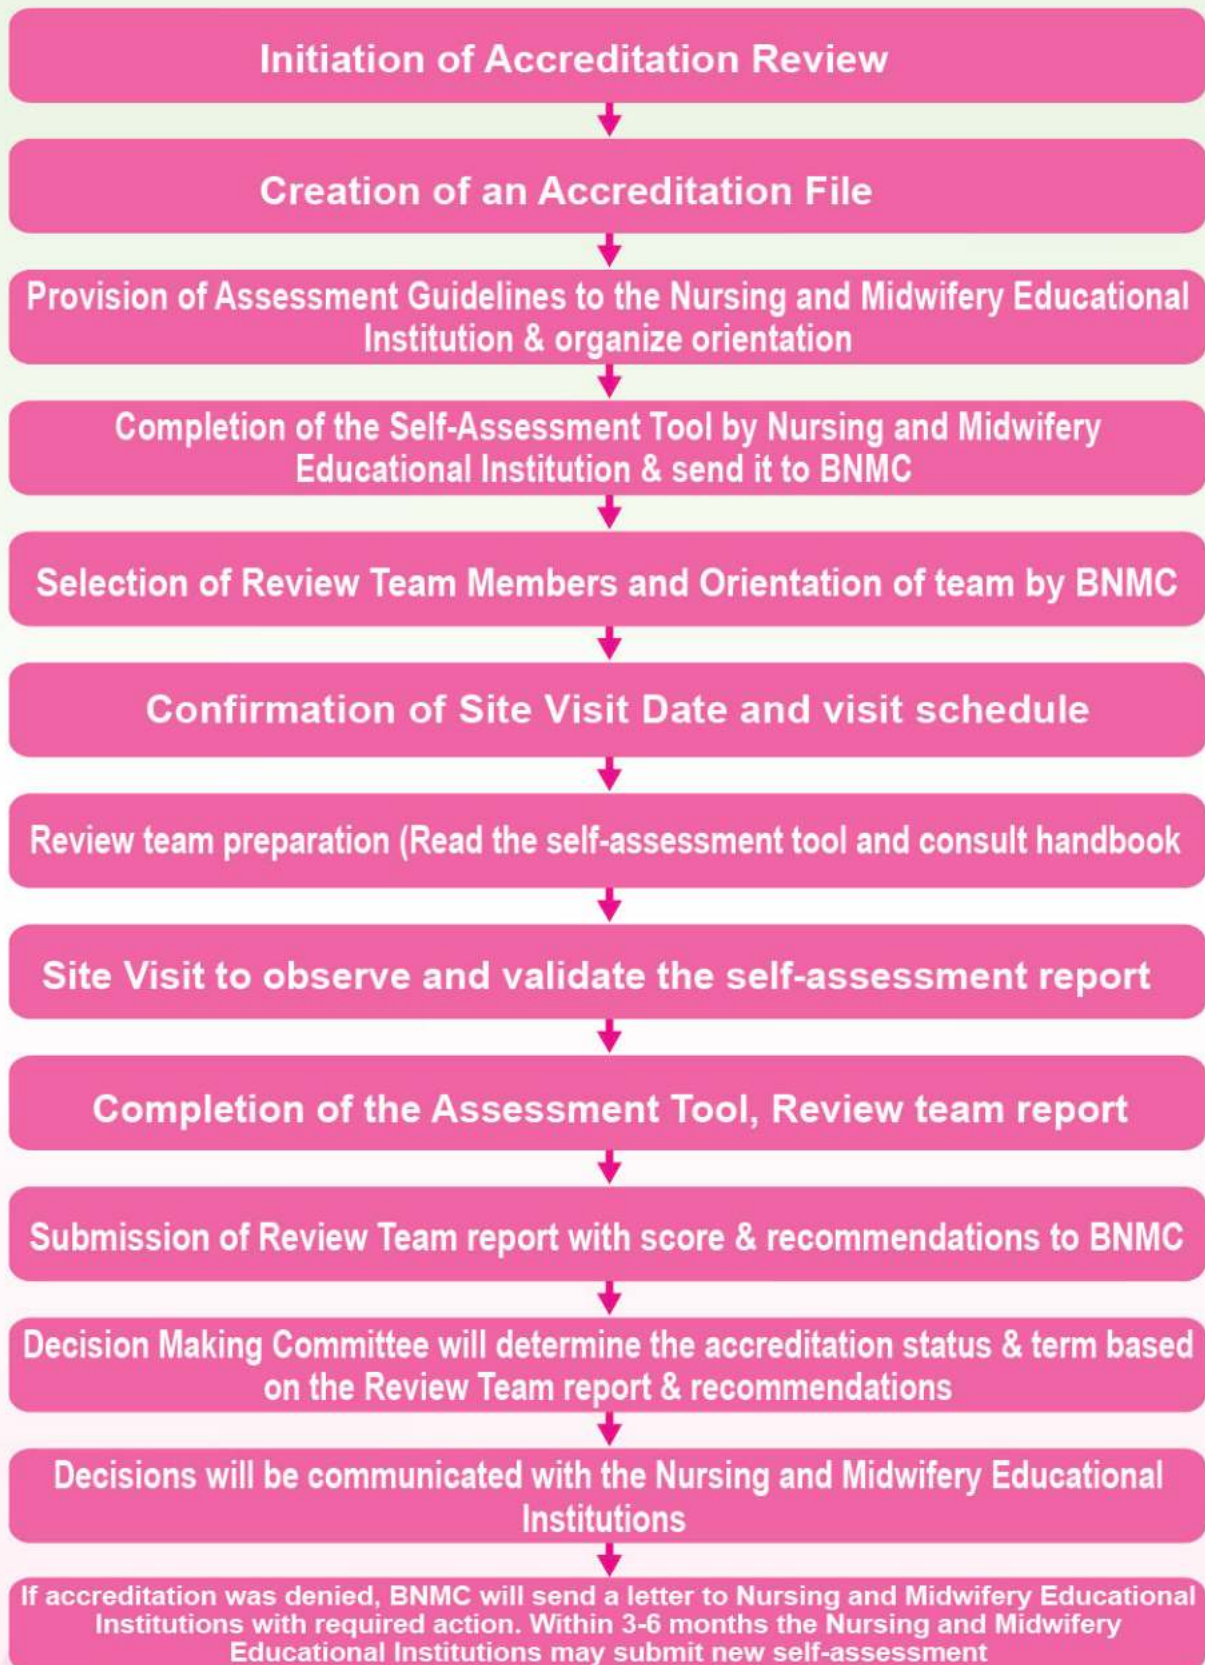 Initiation of Accreditation Review
Creation of an Accreditation File
Provision of Assessment Guidelines to the Nursing and Midwifery Educational
Institution & organize orientation
Completion of the Self-Assessment Tool by Nursing and Midwifery
Educational Institution & send it to BNMC
Selection of Review Team Members and Orientation of team by BNMC
Confirmation of Site Visit Date and visit schedule
Review team preparation (Read the self-assessment tool and consult handbook
Site Visit to observe and validate the self-assessment report
Completion of the Assessment Tool, Review team report
Submission of Review Team report with score & recommendations to BNMC
Decision Making Committee will determine the accreditation status & term based
on the Review Team report & recommendations
Decisions will be communicated with the Nursing and Midwifery Educational
Institutions
If accreditation was denied, BNMC will send a letter to Nursing and Midwifery Educational
Institutions with required action. Within 3-6 months the Nursing and Midwifery
Educational Institutions may submit new self-assessment